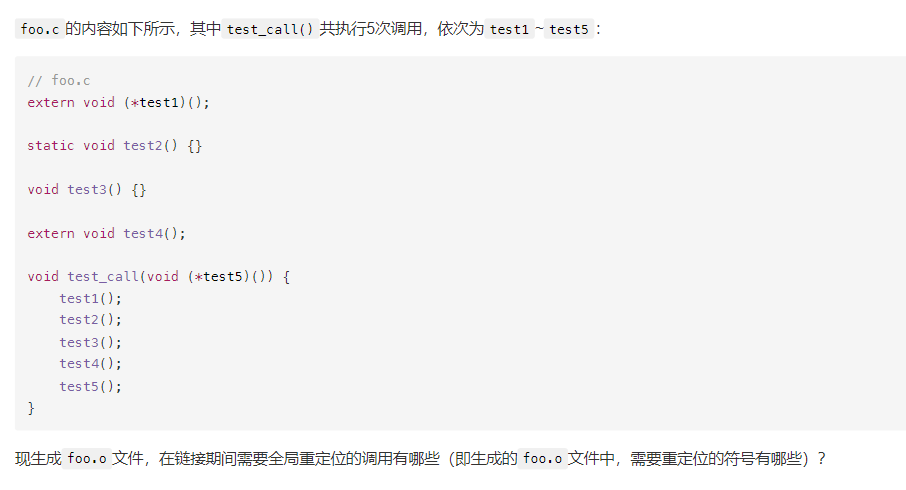 foo.c 的内容如下所示，其中 test_call() 共执行5次调用，依次为 test1 ~ test5 ：
// foo.c
extern void (*test1)();
static void test2() {}
void test3() {}
extern void test4();
void test_call(void (*test5)()) {
    test1();
    test2();
    test3();
    test4();
    test5();
}
现生成 foo.o 文件，在链接期间需要全局重定位的调用有哪些（即生成的 foo.o 文件中，需要重定位的符号有哪些）？